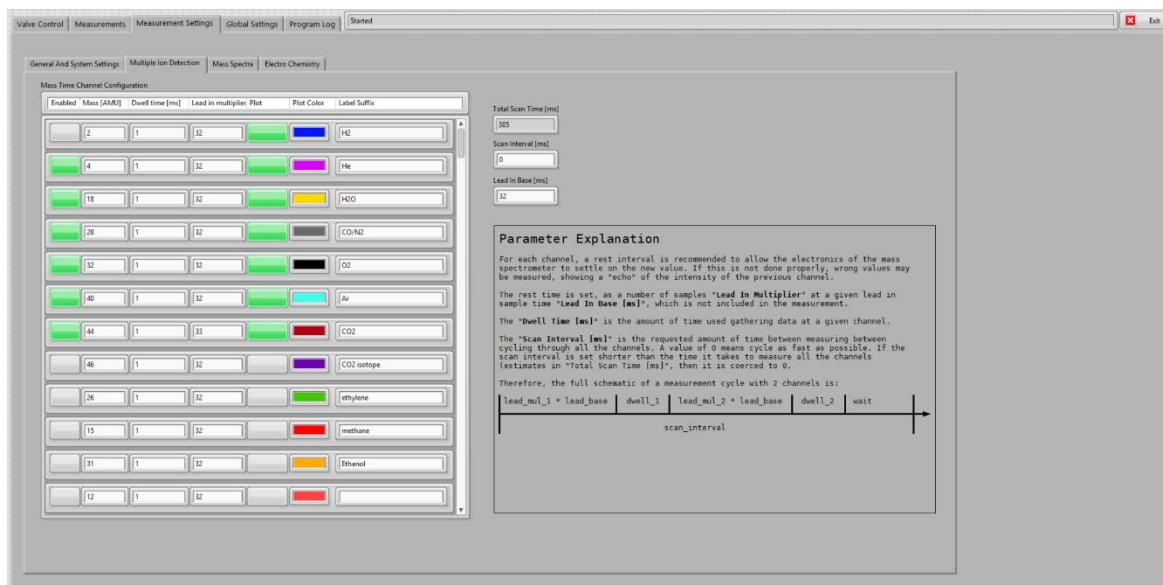 Valve Control Measurements Measurement Settings Global Settings Program Log Started Exit
General And System Settings Multiple Ion Detection Mass Spectra Electro Chemistry
Mass Time Channel Configuration
Enabled Mass [AMU] Dwell time [ms] Lead in multiplier Plot Plot Color Label Suffix
2 1 32 H2
4 1 32 He
18 1 32 H2O
28 1 32 CO/N2
32 1 32 O2
40 1 32 Ar
44 1 33 CO2
46 1 32 CO2 isotope
26 1 32 ethylene
15 1 32 methane
31 1 32 Ethanol
12 1 32
Total Scan Time [ms]
385
Scan Interval [ms]
0
Lead In Base [ms]
32
Parameter Explanation
For each channel, a rest interval is recommended to allow the electronics of the mass
spectrometer to settle on the new value. If this is not done properly, wrong values may
be measured, showing a "echo" of the intensity of the previous channel.
The rest time is set, as a number of samples "Lead In Multiplier" at a given lead in
sample time "Lead In Base [ms]", which is not included in the measurement.
The "Dwell Time [ms]" is the amount of time used gathering data at a given channel.
The "Scan Interval [ms]" is the requested amount of time between measuring between
cycling through all the channels. A value of 0 means cycle as fast as possible. If the
scan interval is set shorter than the time it takes to measure all the channels
(estimates in "Total Scan Time [ms]", then it is coerced to 0.
Therefore, the full schematic of a measurement cycle with 2 channels is:
lead_mul_1 * lead_base dwell_1 lead_mul_2 * lead_base dwell_2 wait
scan_interval